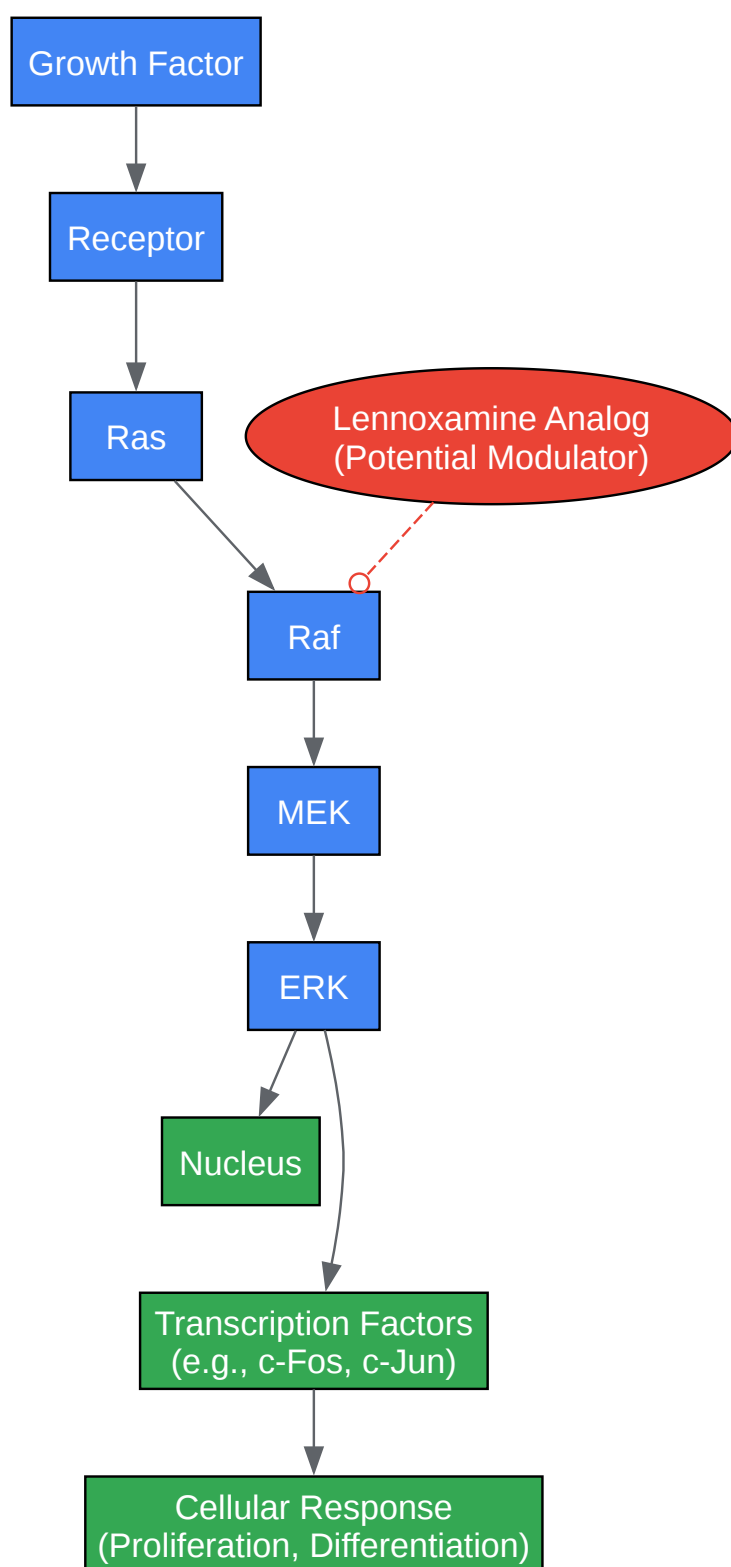 Growth Factor
Receptor
Ras
Lennoxamine Analog
(Potential Modulator)
Raf
MEK
ERK
Nucleus
Transcription Factors
(e.g., c-Fos, c-Jun)
Cellular Response
(Proliferation, Differentiation)